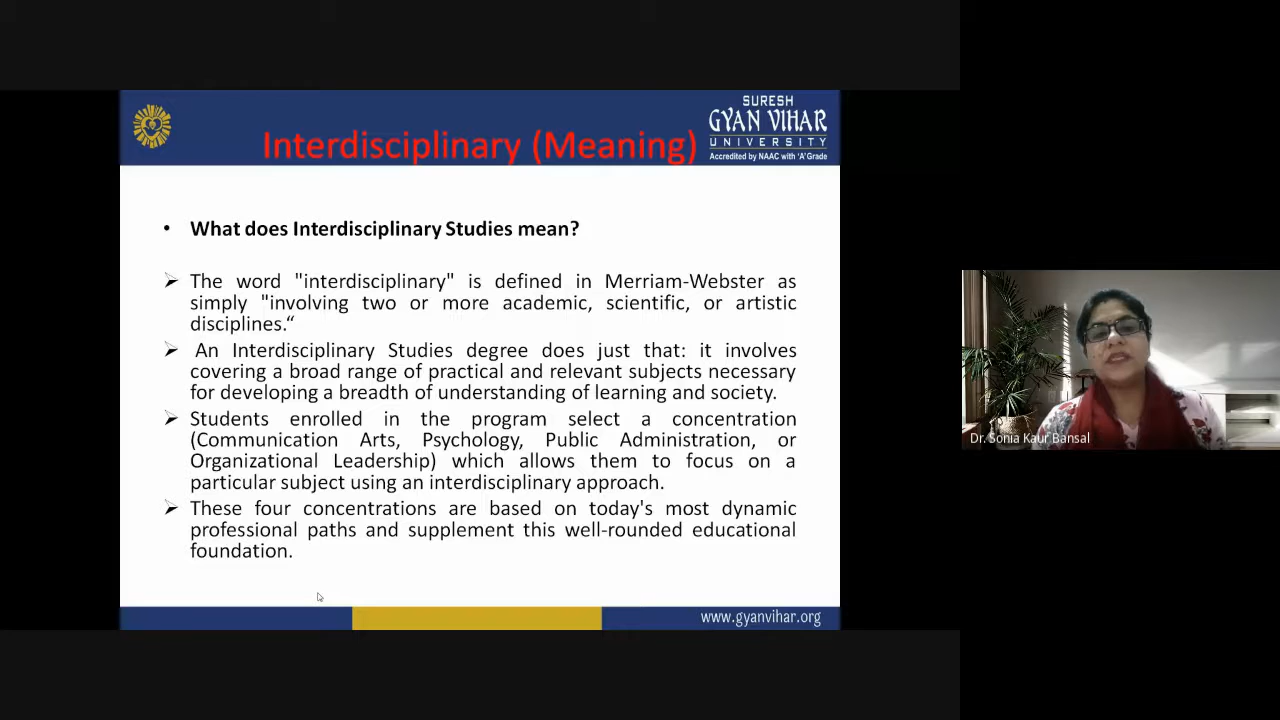 Interdisciplinary (Meaning)
SURESH
GYAN VIHAR
UNIVERSITY
Accredited by NAAC with 'A' Grade
• What does Interdisciplinary Studies mean?
➢ The word "interdisciplinary" is defined in Merriam-Webster as
simply "involving two or more academic, scientific, or artistic
disciplines.“
➢ An Interdisciplinary Studies degree does just that: it involves
covering a broad range of practical and relevant subjects necessary
for developing a breadth of understanding of learning and society.
➢ Students enrolled in the program select a concentration
(Communication Arts, Psychology, Public Administration, or
Organizational Leadership) which allows them to focus on a
particular subject using an interdisciplinary approach.
➢ These four concentrations are based on today's most dynamic
professional paths and supplement this well-rounded educational
foundation.
www.gyanvihar.org
Dr. Sonia Kaur Bansal